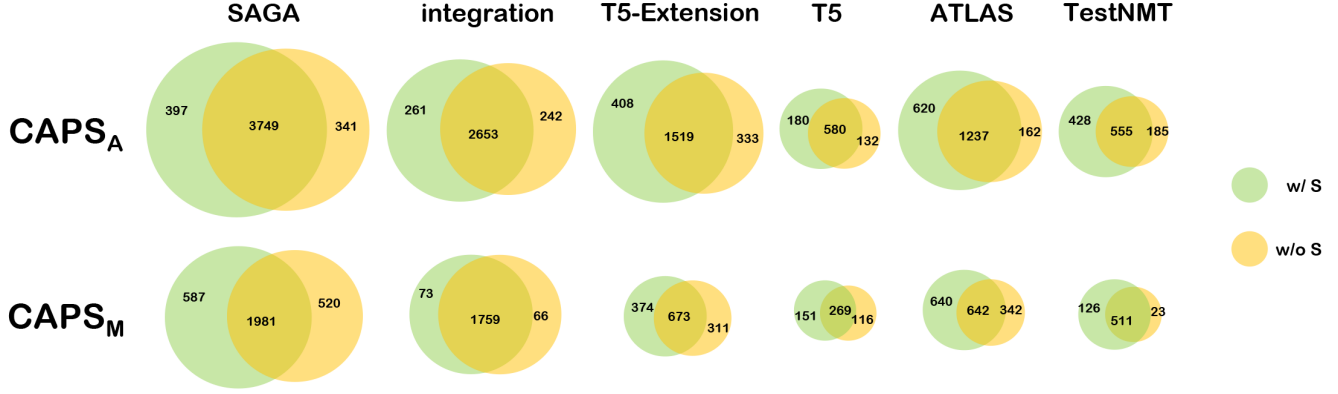 SAGA integration T5-Extension T5 ATLAS TestNMT
CAPS_A 397 3749 341 261 2653 242 408 1519 333 180 580 132 620 1237 162 428 555 185
w/ S
w/o S
CAPS_M 587 1981 520 73 1759 66 374 673 311 151 269 116 640 642 342 126 511 23